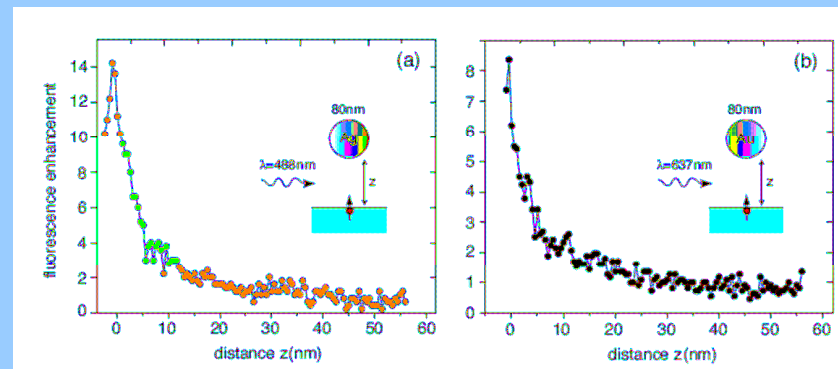 (a)
fluorescence enhancement
14
12
10
8
6
4
2
0
80nm
Ag
λ=488nm
z
0 10 20 30 40 50 60
distance z(nm)
(b)
8
7
6
5
4
3
2
1
0
80nm
Au
λ=637nm
z
0 10 20 30 40 50 60
distance z(nm)